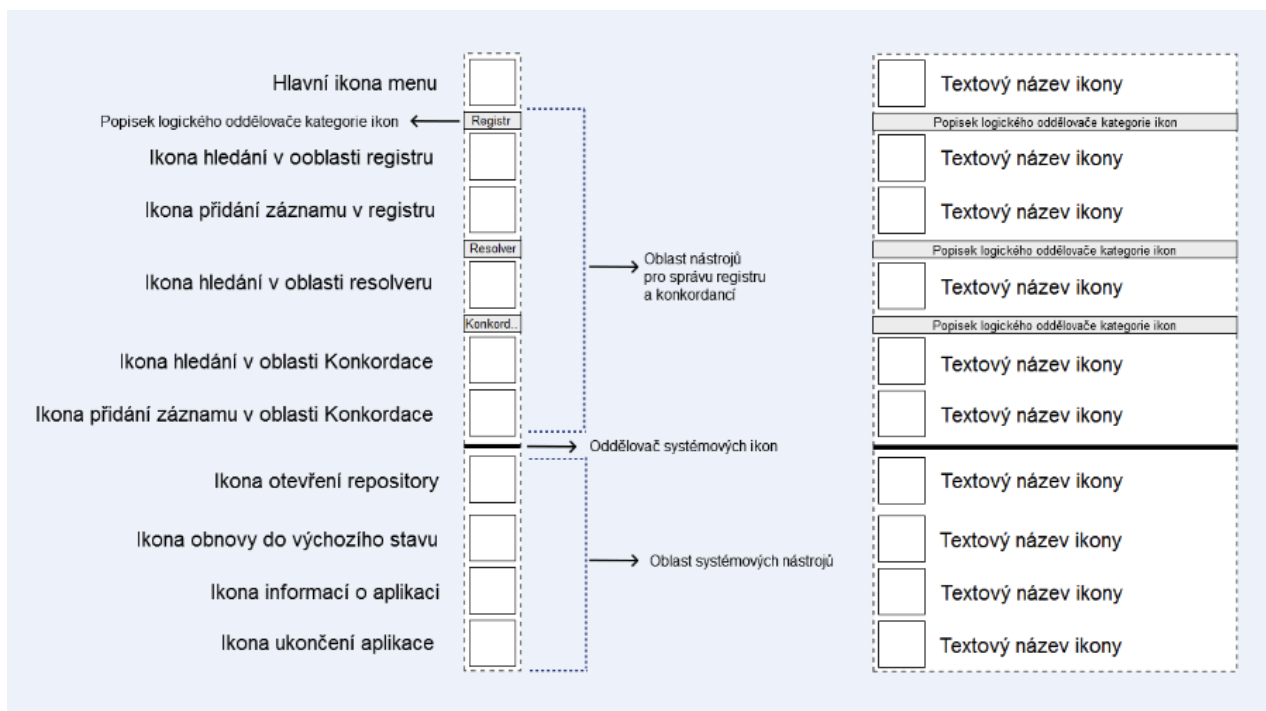 Hlavní ikona menu
Textový název ikony
Popisek logického oddělovače kategorie ikon
Registr
Popisek logického oddělovače kategorie ikon
Ikona hledání v ooblasti registru
Textový název ikony
Ikona přidání záznamu v registru
Textový název ikony
Resolver
Popisek logického oddělovače kategorie ikon
Oblast nástrojů
pro správu registru
a konkordancí
Ikona hledání v oblasti resolveru
Textový název ikony
Konkord..
Popisek logického oddělovače kategorie ikon
Ikona hledání v oblasti Konkordace
Textový název ikony
Ikona přidání záznamu v oblasti Konkordace
Textový název ikony
Oddělovač systémových ikon
Ikona otevření repository
Textový název ikony
Ikona obnovy do výchozího stavu
Textový název ikony
Oblast systémových nástrojů
Ikona informací o aplikaci
Textový název ikony
Ikona ukončení aplikace
Textový název ikony